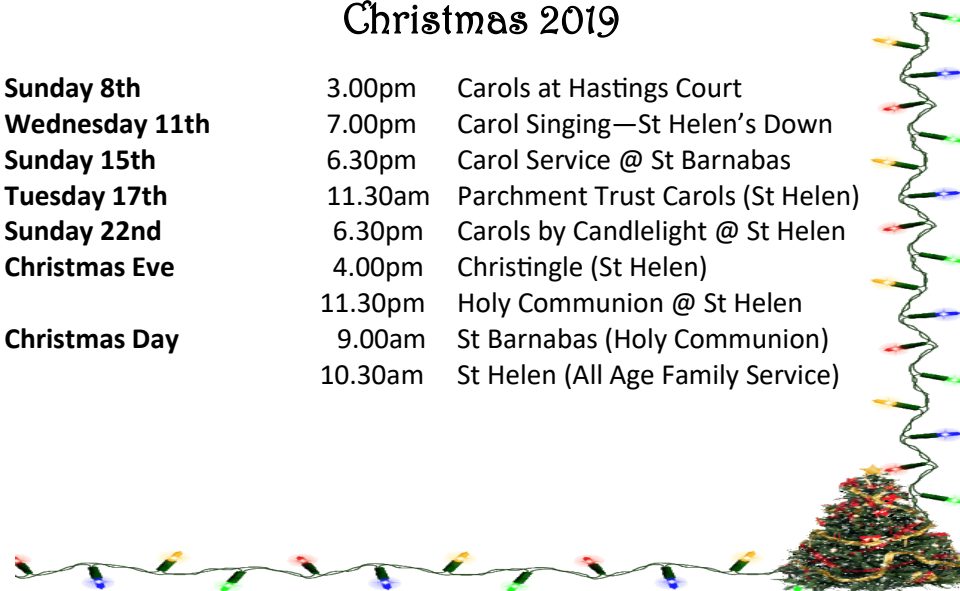 Christmas 2019
Sunday 8th 3.00pm Carols at Hastings Court
Wednesday 11th 7.00pm Carol Singing—St Helen’s Down
Sunday 15th 6.30pm Carol Service @ St Barnabas
Tuesday 17th 11.30am Parchment Trust Carols (St Helen)
Sunday 22nd 6.30pm Carols by Candlelight @ St Helen
Christmas Eve 4.00pm Christingle (St Helen)
11.30pm Holy Communion @ St Helen
Christmas Day 9.00am St Barnabas (Holy Communion)
10.30am St Helen (All Age Family Service)